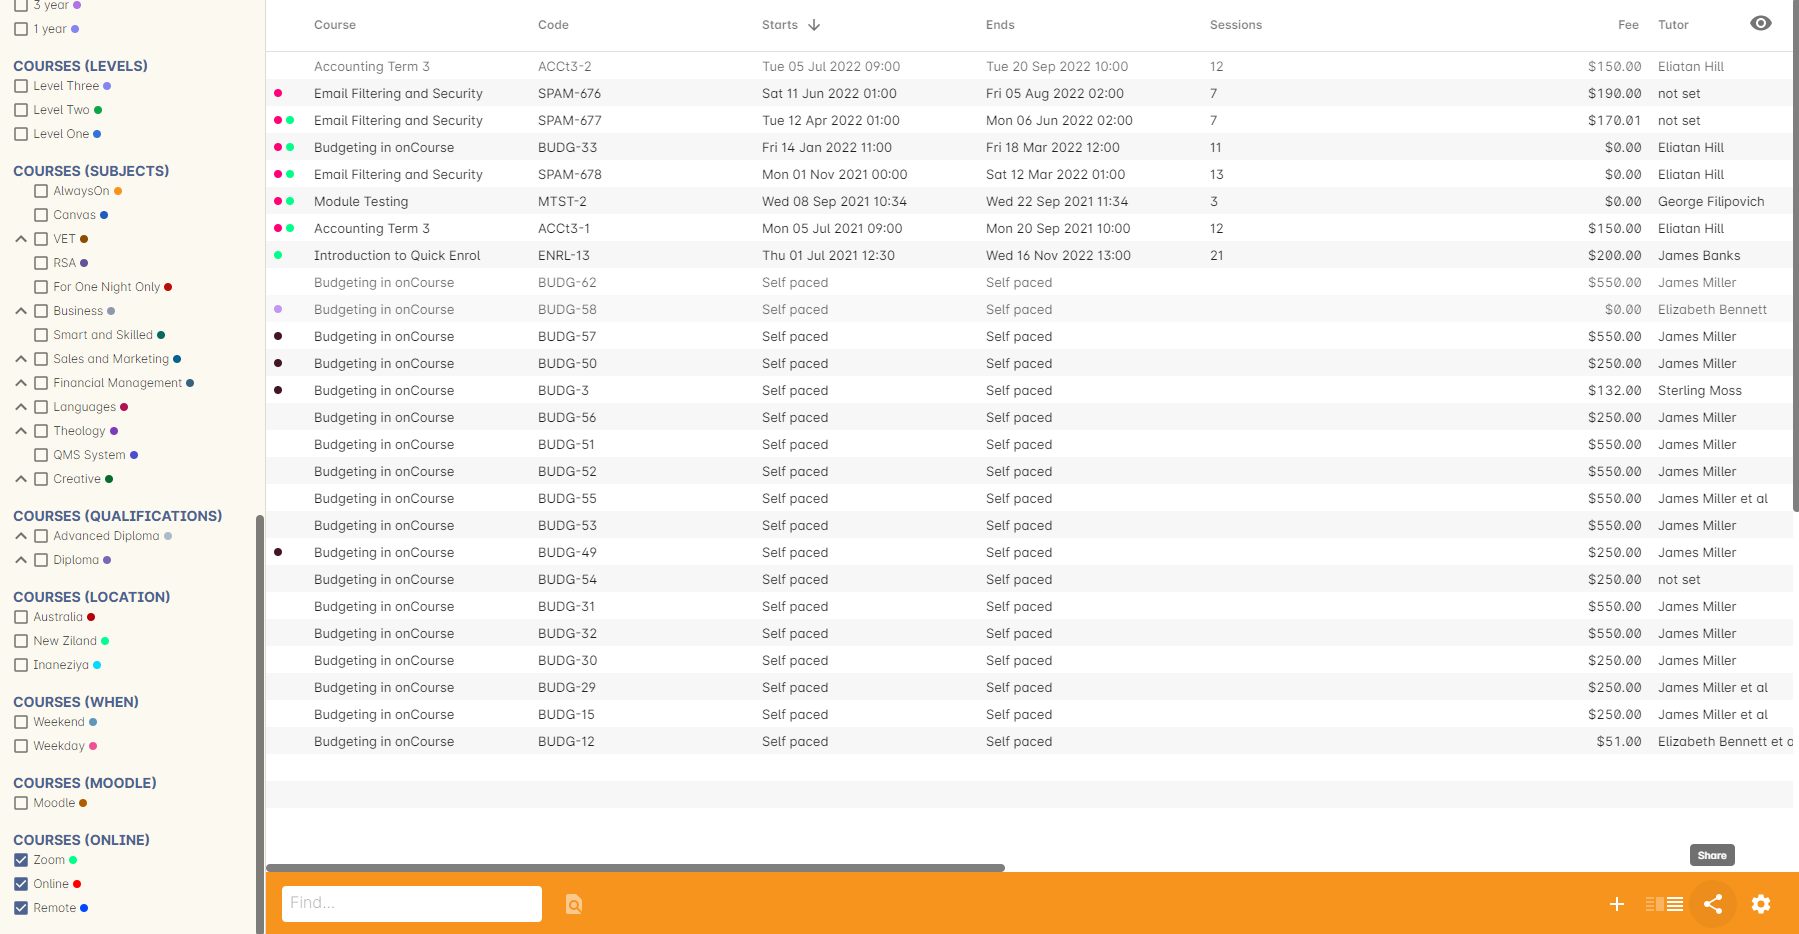 3 year
1 year
COURSES (LEVELS)
Level Three
Level Two
Level One
COURSES (SUBJECTS)
AlwaysOn
Canvas
VET
RSA
For One Night Only
Business
Smart and Skilled
Sales and Marketing
Financial Management
Languages
Theology
QMS System
Creative
COURSES (QUALIFICATIONS)
Advanced Diploma
Diploma
COURSES (LOCATION)
Australia
New Ziland
Inaneziya
COURSES (WHEN)
Weekend
Weekday
COURSES (MOODLE)
Moodle
COURSES (ONLINE)
Zoom
Online
Remote
Course Code Starts Ends Sessions Fee Tutor
Accounting Term 3 ACCt3-2 Tue 05 Jul 2022 09:00 Tue 20 Sep 2022 10:00 12 $150.00 Eliatan Hill
Email Filtering and Security SPAM-676 Sat 11 Jun 2022 01:00 Fri 05 Aug 2022 02:00 7 $190.00 not set
Email Filtering and Security SPAM-677 Tue 12 Apr 2022 01:00 Mon 06 Jun 2022 02:00 7 $170.01 not set
Budgeting in onCourse BUDG-33 Fri 14 Jan 2022 11:00 Fri 18 Mar 2022 12:00 11 $0.00 Eliatan Hill
Email Filtering and Security SPAM-678 Mon 01 Nov 2021 00:00 Sat 12 Mar 2022 01:00 13 $0.00 Eliatan Hill
Module Testing MTST-2 Wed 08 Sep 2021 10:34 Wed 22 Sep 2021 11:34 3 $0.00 George Filipovich
Accounting Term 3 ACCt3-1 Mon 05 Jul 2021 09:00 Mon 20 Sep 2021 10:00 12 $150.00 Eliatan Hill
Introduction to Quick Enrol ENRL-13 Thu 01 Jul 2021 12:30 Wed 16 Nov 2022 13:00 21 $200.00 James Banks
Budgeting in onCourse BUDG-62 Self paced Self paced $550.00 James Miller
Budgeting in onCourse BUDG-58 Self paced Self paced $0.00 Elizabeth Bennett
Budgeting in onCourse BUDG-57 Self paced Self paced $550.00 James Miller
Budgeting in onCourse BUDG-50 Self paced Self paced $250.00 James Miller
Budgeting in onCourse BUDG-3 Self paced Self paced $132.00 Sterling Moss
Budgeting in onCourse BUDG-56 Self paced Self paced $250.00 James Miller
Budgeting in onCourse BUDG-51 Self paced Self paced $550.00 James Miller
Budgeting in onCourse BUDG-52 Self paced Self paced $550.00 James Miller
Budgeting in onCourse BUDG-55 Self paced Self paced $550.00 James Miller et al
Budgeting in onCourse BUDG-53 Self paced Self paced $550.00 James Miller
Budgeting in onCourse BUDG-49 Self paced Self paced $250.00 James Miller
Budgeting in onCourse BUDG-54 Self paced Self paced $250.00 not set
Budgeting in onCourse BUDG-31 Self paced Self paced $550.00 James Miller
Budgeting in onCourse BUDG-32 Self paced Self paced $550.00 James Miller
Budgeting in onCourse BUDG-30 Self paced Self paced $250.00 James Miller
Budgeting in onCourse BUDG-29 Self paced Self paced $250.00 James Miller et al
Budgeting in onCourse BUDG-15 Self paced Self paced $250.00 James Miller et al
Budgeting in onCourse BUDG-12 Self paced Self paced $51.00 Elizabeth Bennett et a
Share
Find...